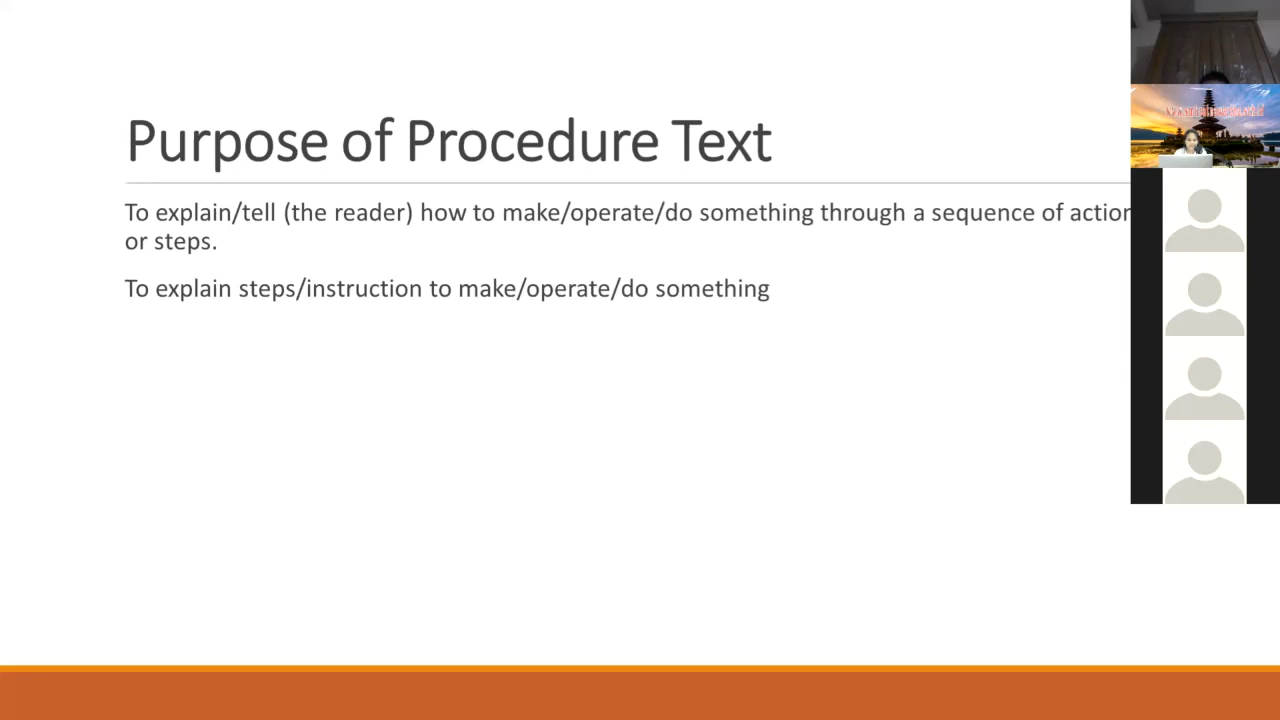 Purpose of Procedure Text
To explain/tell (the reader) how to make/operate/do something through a sequence of action
or steps.
To explain steps/instruction to make/operate/do something